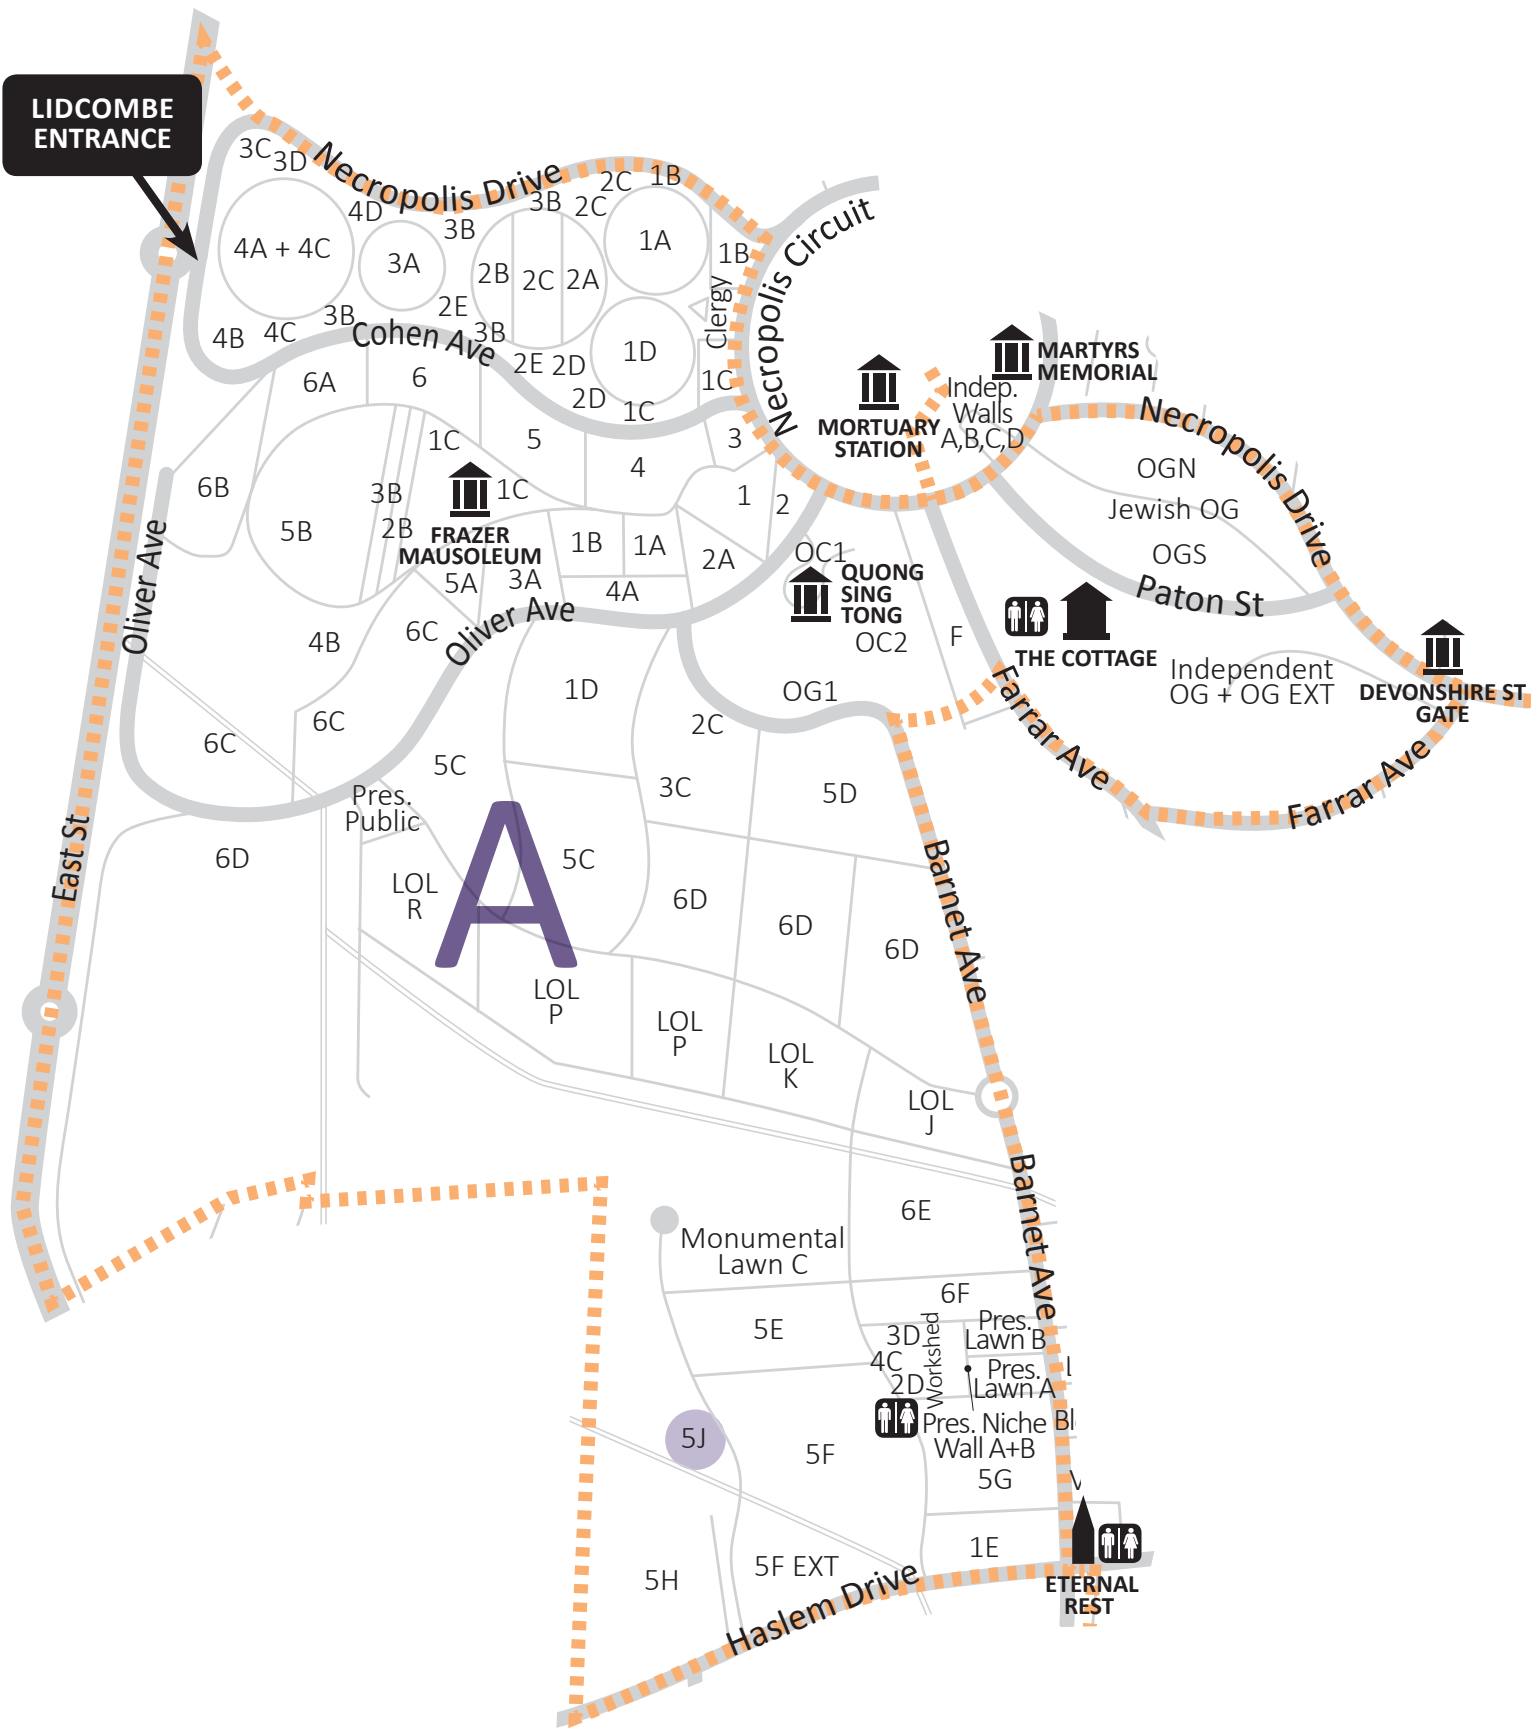 LIDCOMBE
ENTRANCE
3C
3D
Necropolis Drive
2C
1B
4D
3B
2C
3B
4A + 4C
3A
2B
2C
2A
1A
1B
Necropolis Circuit
Clergy
2E
3B
4B
4C
Cohen Ave
3B
2E
2D
1D
1C
MARTYRS
MEMORIAL
6A
6
2D
1C
Indep.
Walls
A,B,C,D
MORTUARY
STATION
Necropolis Drive
1C
5
3
4
OGN
6B
3B
1C
1
2
Jewish OG
5B
2B
FRAZER
MAUSOLEUM
1B
1A
2A
OC1
OGS
Oliver Ave
5A
3A
4A
QUONG
SING
TONG
Paton St
4B
6C
Oliver Ave
OC2
F
THE COTTAGE
Independent
OG + OG EXT
DEVONSHIRE ST
GATE
1D
OG1
6C
6C
2C
Farrar Ave
Farrar Ave
5C
3C
5D
Pres.
Public
East St
6D
A
5C
Barnet Ave
LOL
R
6D
6D
6D
LOL
P
LOL
P
LOL
K
LOL
J
Barnet Ave
6E
Monumental
Lawn C
6F
5E
3D
Workshed
Pres.
Lawn B
4C
Pres.
Lawn A
l
2D
5J
5F
Pres. Niche
Wall A+B
Bl
5G
1E
5H
5F EXT
Haslem Drive
ETERNAL
REST